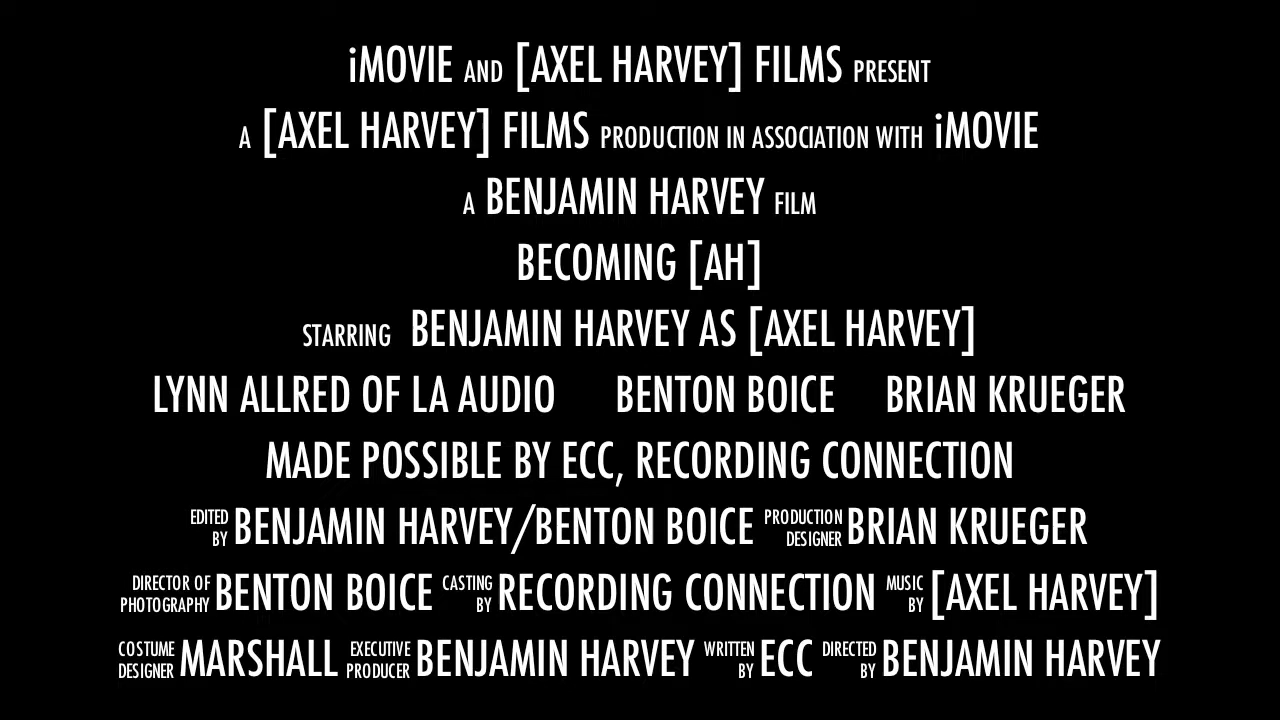 iMOVIE AND [AXEL HARVEY] FILMS PRESENT
A [AXEL HARVEY] FILMS PRODUCTION IN ASSOCIATION WITH iMOVIE
A BENJAMIN HARVEY FILM
BECOMING [AH]
STARRING BENJAMIN HARVEY AS [AXEL HARVEY]
LYNN ALLRED OF LA AUDIO BENTON BOICE BRIAN KRUEGER
MADE POSSIBLE BY ECC, RECORDING CONNECTION
EDITED BY BENJAMIN HARVEY/BENTON BOICE PRODUCTION DESIGNER BRIAN KRUEGER
DIRECTOR OF PHOTOGRAPHY BENTON BOICE CASTING BY RECORDING CONNECTION MUSIC BY [AXEL HARVEY]
COSTUME DESIGNER MARSHALL EXECUTIVE PRODUCER BENJAMIN HARVEY WRITTEN BY ECC DIRECTED BY BENJAMIN HARVEY